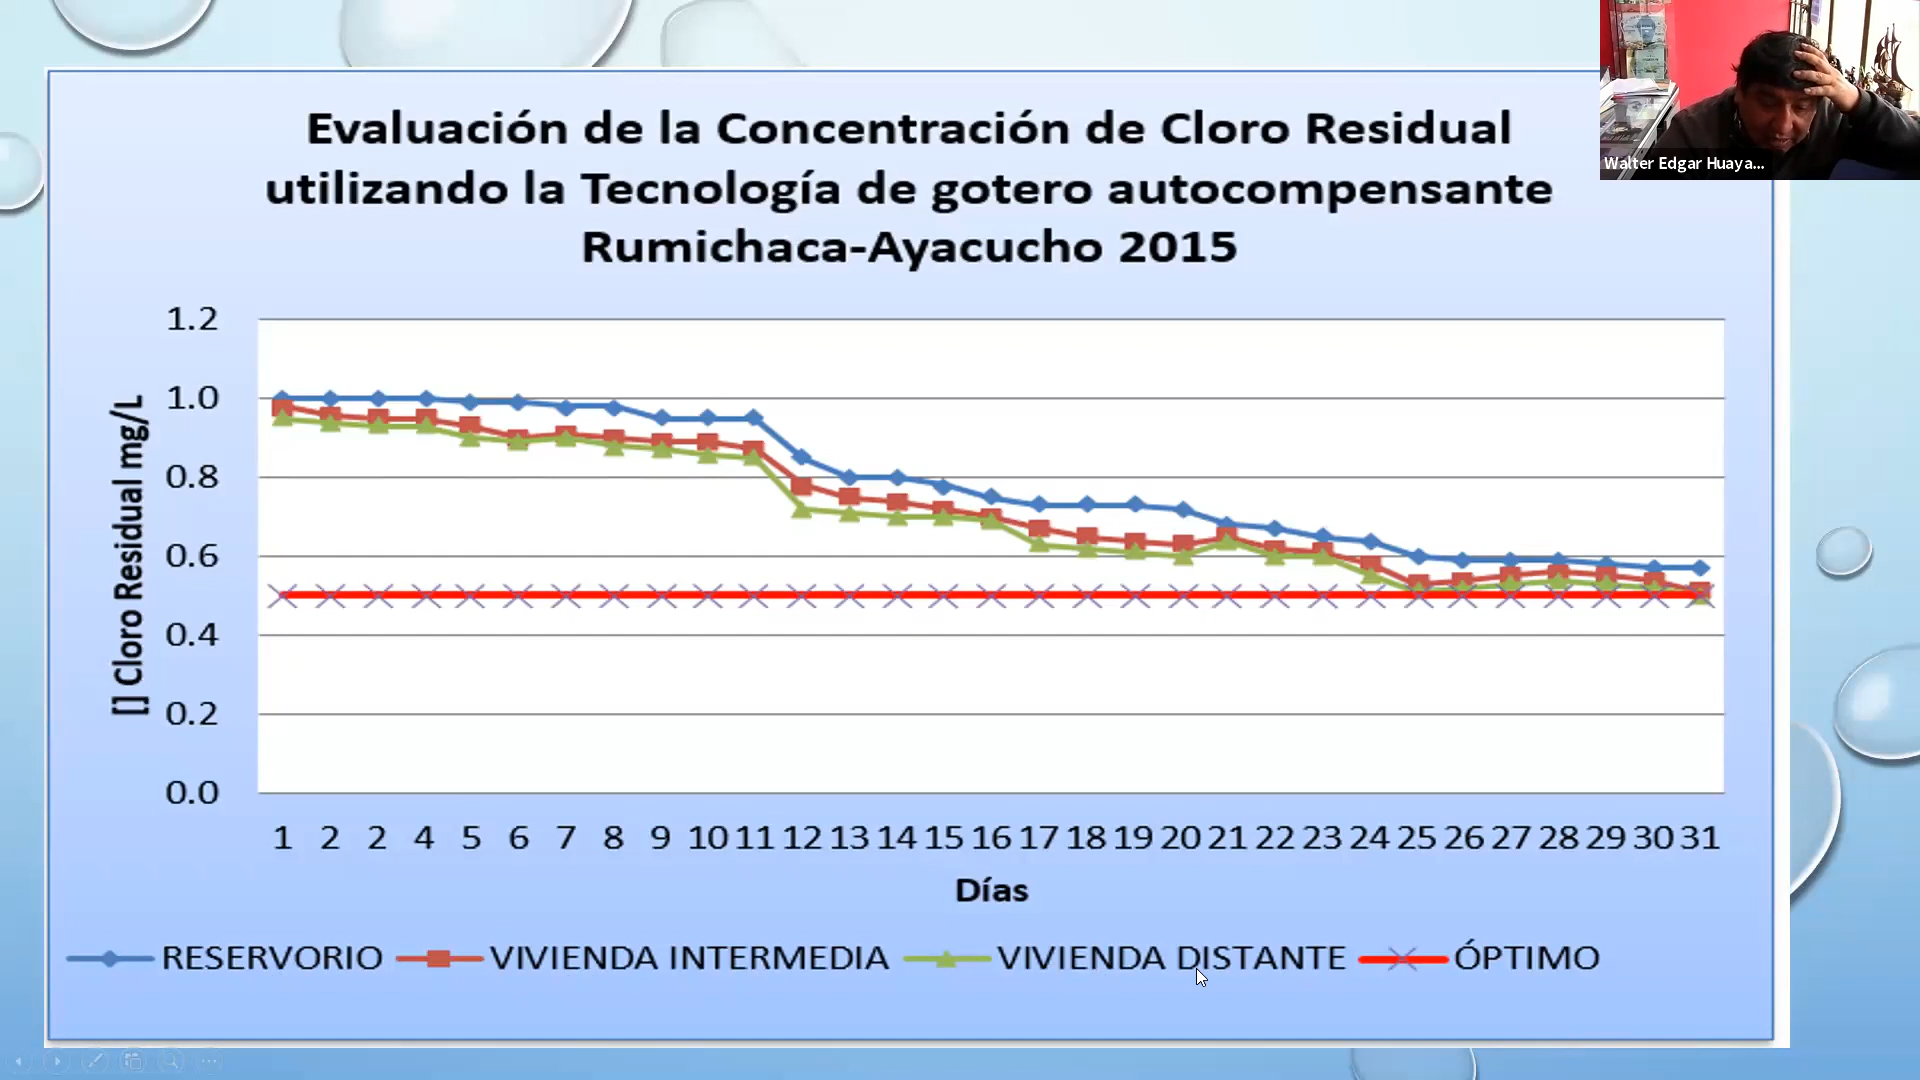 Evaluación de la Concentración de Cloro Residual
utilizando la Tecnología de gotero autocompensante
Rumichaca-Ayacucho 2015
Walter Edgar Huaya...
[] Cloro Residual mg/L
1.2
1.0
0.8
0.6
0.4
0.2
0.0
1 2 2 4 5 6 7 8 9 10 11 12 13 14 15 16 17 18 19 20 21 22 23 24 25 26 27 28 29 30 31
Días
RESERVORIO VIVIENDA INTERMEDIA VIVIENDA DISTANTE ÓPTIMO